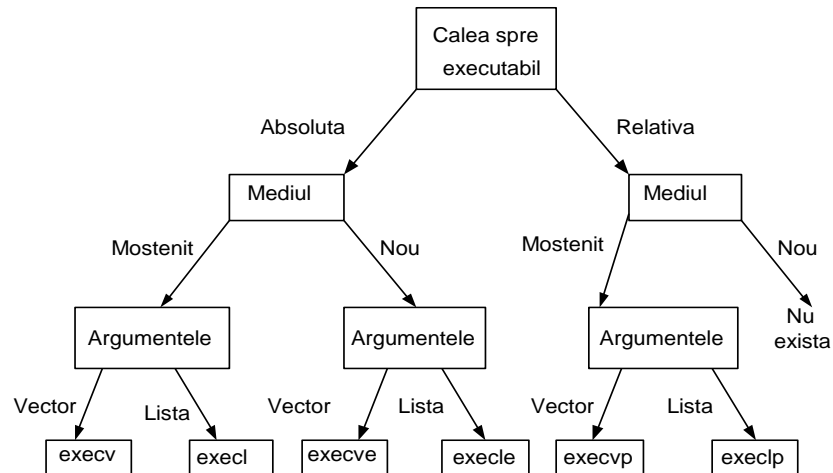 Calea spre
executabil
Absoluta
Relativa
Mediul
Mediul
Mostenit
Nou
Mostenit
Nou
Argumentele
Argumentele
Argumentele
Nu
exista
Vector
Lista
Vector
Lista
Vector
Lista
execv
execl
execve
execle
execvp
execlp